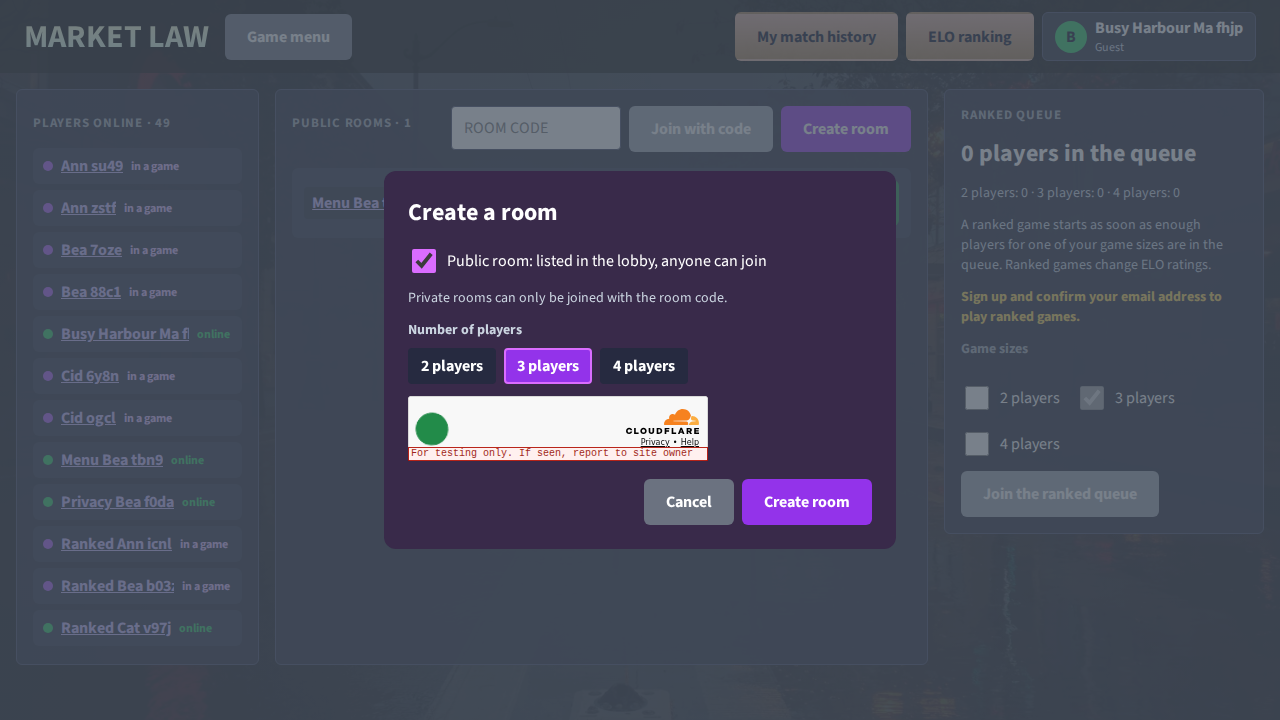 MARKET LAW
Game menu
My match history
ELO ranking
B
Busy Harbour Ma fhjp
Guest
PLAYERS ONLINE · 49
Ann su49 in a game
Ann zstf in a game
Bea 7oze in a game
Bea 88c1 in a game
Busy Harbour Ma online
Cid 6y8n in a game
Cid ogcl in a game
Menu Bea tbn9 online
Privacy Bea f0da online
Ranked Ann icnl in a game
Ranked Bea in a game
Ranked Cat v97j online
PUBLIC ROOMS · 1
ROOM CODE
Join with code
Create room
Menu Bea
Create a room
Public room: listed in the lobby, anyone can join
Private rooms can only be joined with the room code.
Number of players
2 players
3 players
4 players
CLOUDFLARE
Privacy • Help
For testing only. If seen, report to site owner
Cancel
Create room
RANKED QUEUE
0 players in the queue
2 players: 0 · 3 players: 0 · 4 players: 0
A ranked game starts as soon as enough
players for one of your game sizes are in the
queue. Ranked games change ELO ratings.
Sign up and confirm your email address to
play ranked games.
Game sizes
2 players
3 players
4 players
Join the ranked queue